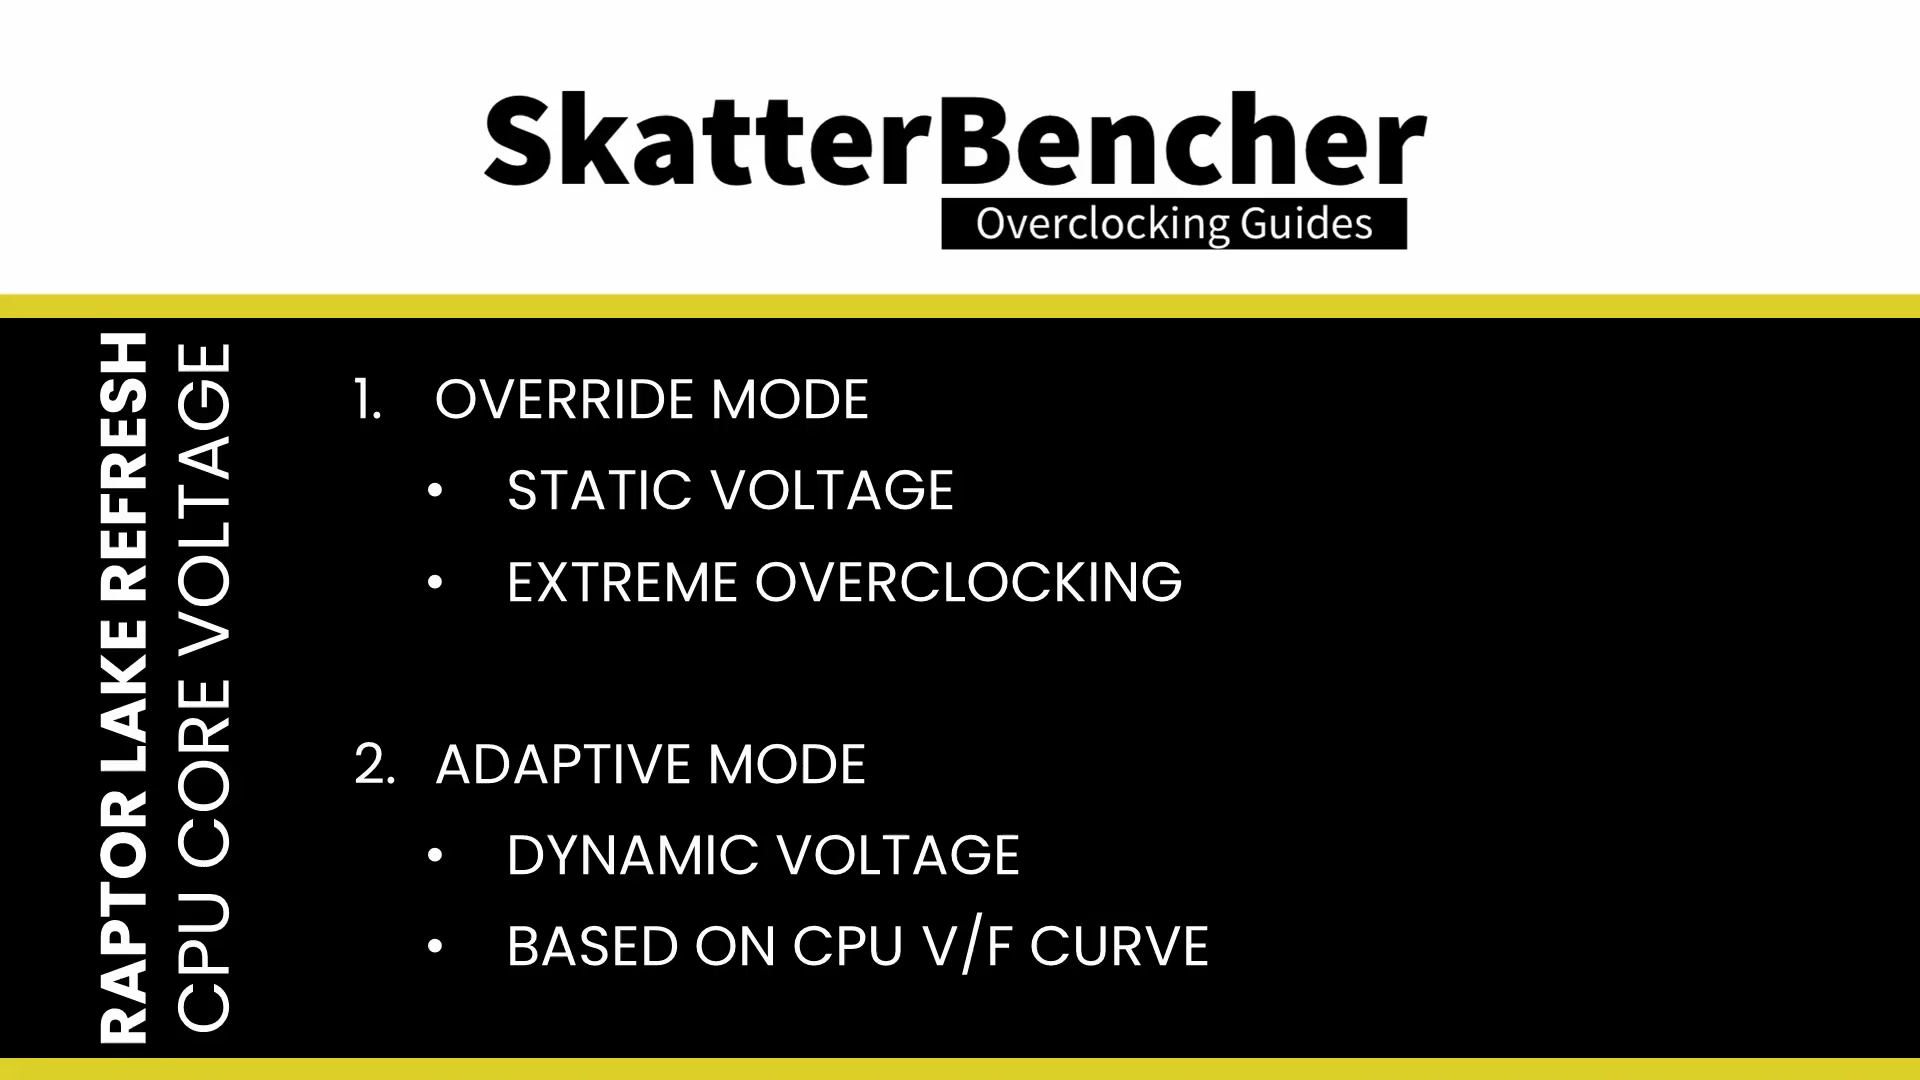 SkatterBencher
Overclocking Guides
RAPTOR LAKE REFRESH
CPU CORE VOLTAGE
1. OVERRIDE MODE
• STATIC VOLTAGE
• EXTREME OVERCLOCKING
2. ADAPTIVE MODE
• DYNAMIC VOLTAGE
• BASED ON CPU V/F CURVE